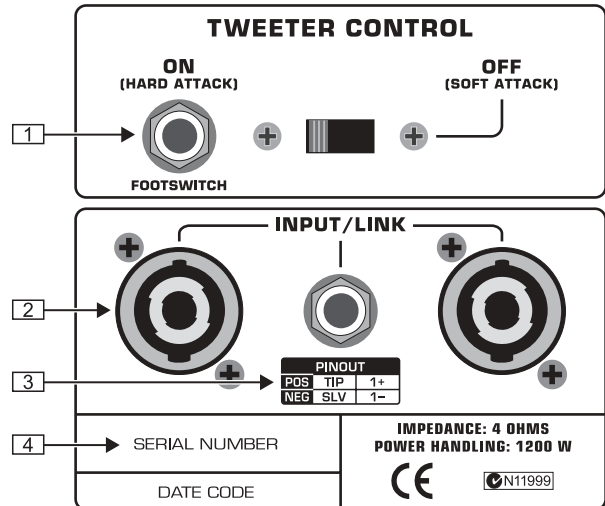 TWEETER CONTROL
ON
(HARD ATTACK)
OFF
(SOFT ATTACK)
1
FOOTSWITCH
INPUT/LINK
2
3
PINOUT
POS TIP 1+
NEG SLV 1-
4
SERIAL NUMBER
DATE CODE
IMPEDANCE: 4 OHMS
POWER HANDLING: 1200 W
CE
N11999